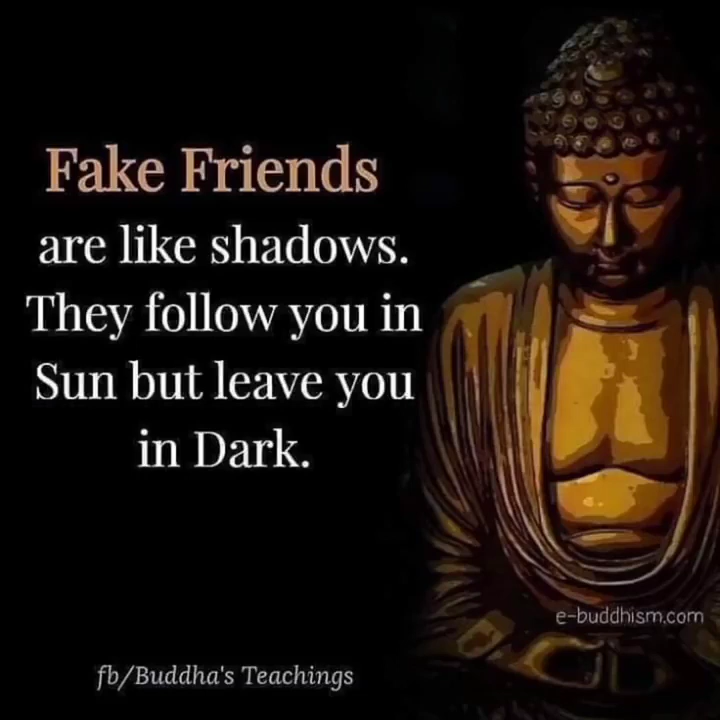 Fake Friends
are like shadows.
They follow you in
Sun but leave you
in Dark.
e-buddhism.com
fb/Buddha's Teachings